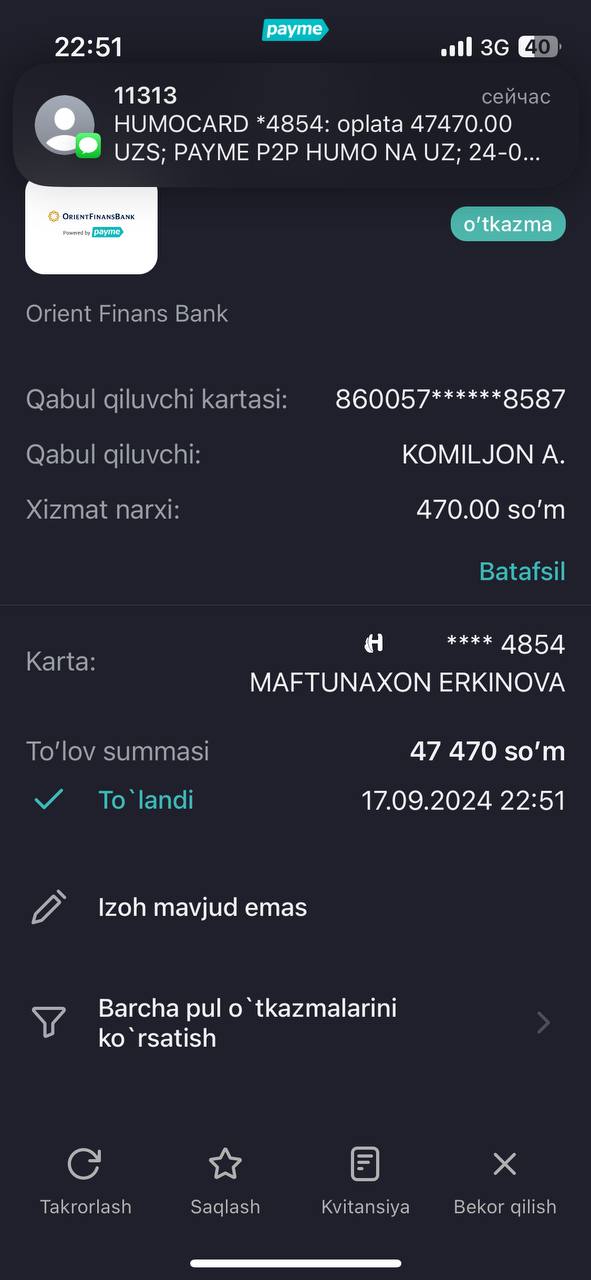 payme
22:51
3G
40
11313
сейчас
HUMOCARD *4854: oplata 47470.00
UZS; PAYME P2P HUMO NA UZ; 24-0...
ORIENTFINANSBANK
Powered by payme
o‘tkazma
Orient Finans Bank
Qabul qiluvchi kartasi: 860057******8587
Qabul qiluvchi: KOMILJON A.
Xizmat narxi: 470.00 so‘m
Batafsil
**** 4854
Karta:
MAFTUNAXON ERKINOVA
To‘lov summasi 47 470 so‘m
To`landi 17.09.2024 22:51
Izoh mavjud emas
Barcha pul o`tkazmalarini
ko`rsatish
Takrorlash Saqlash Kvitansiya Bekor qilish